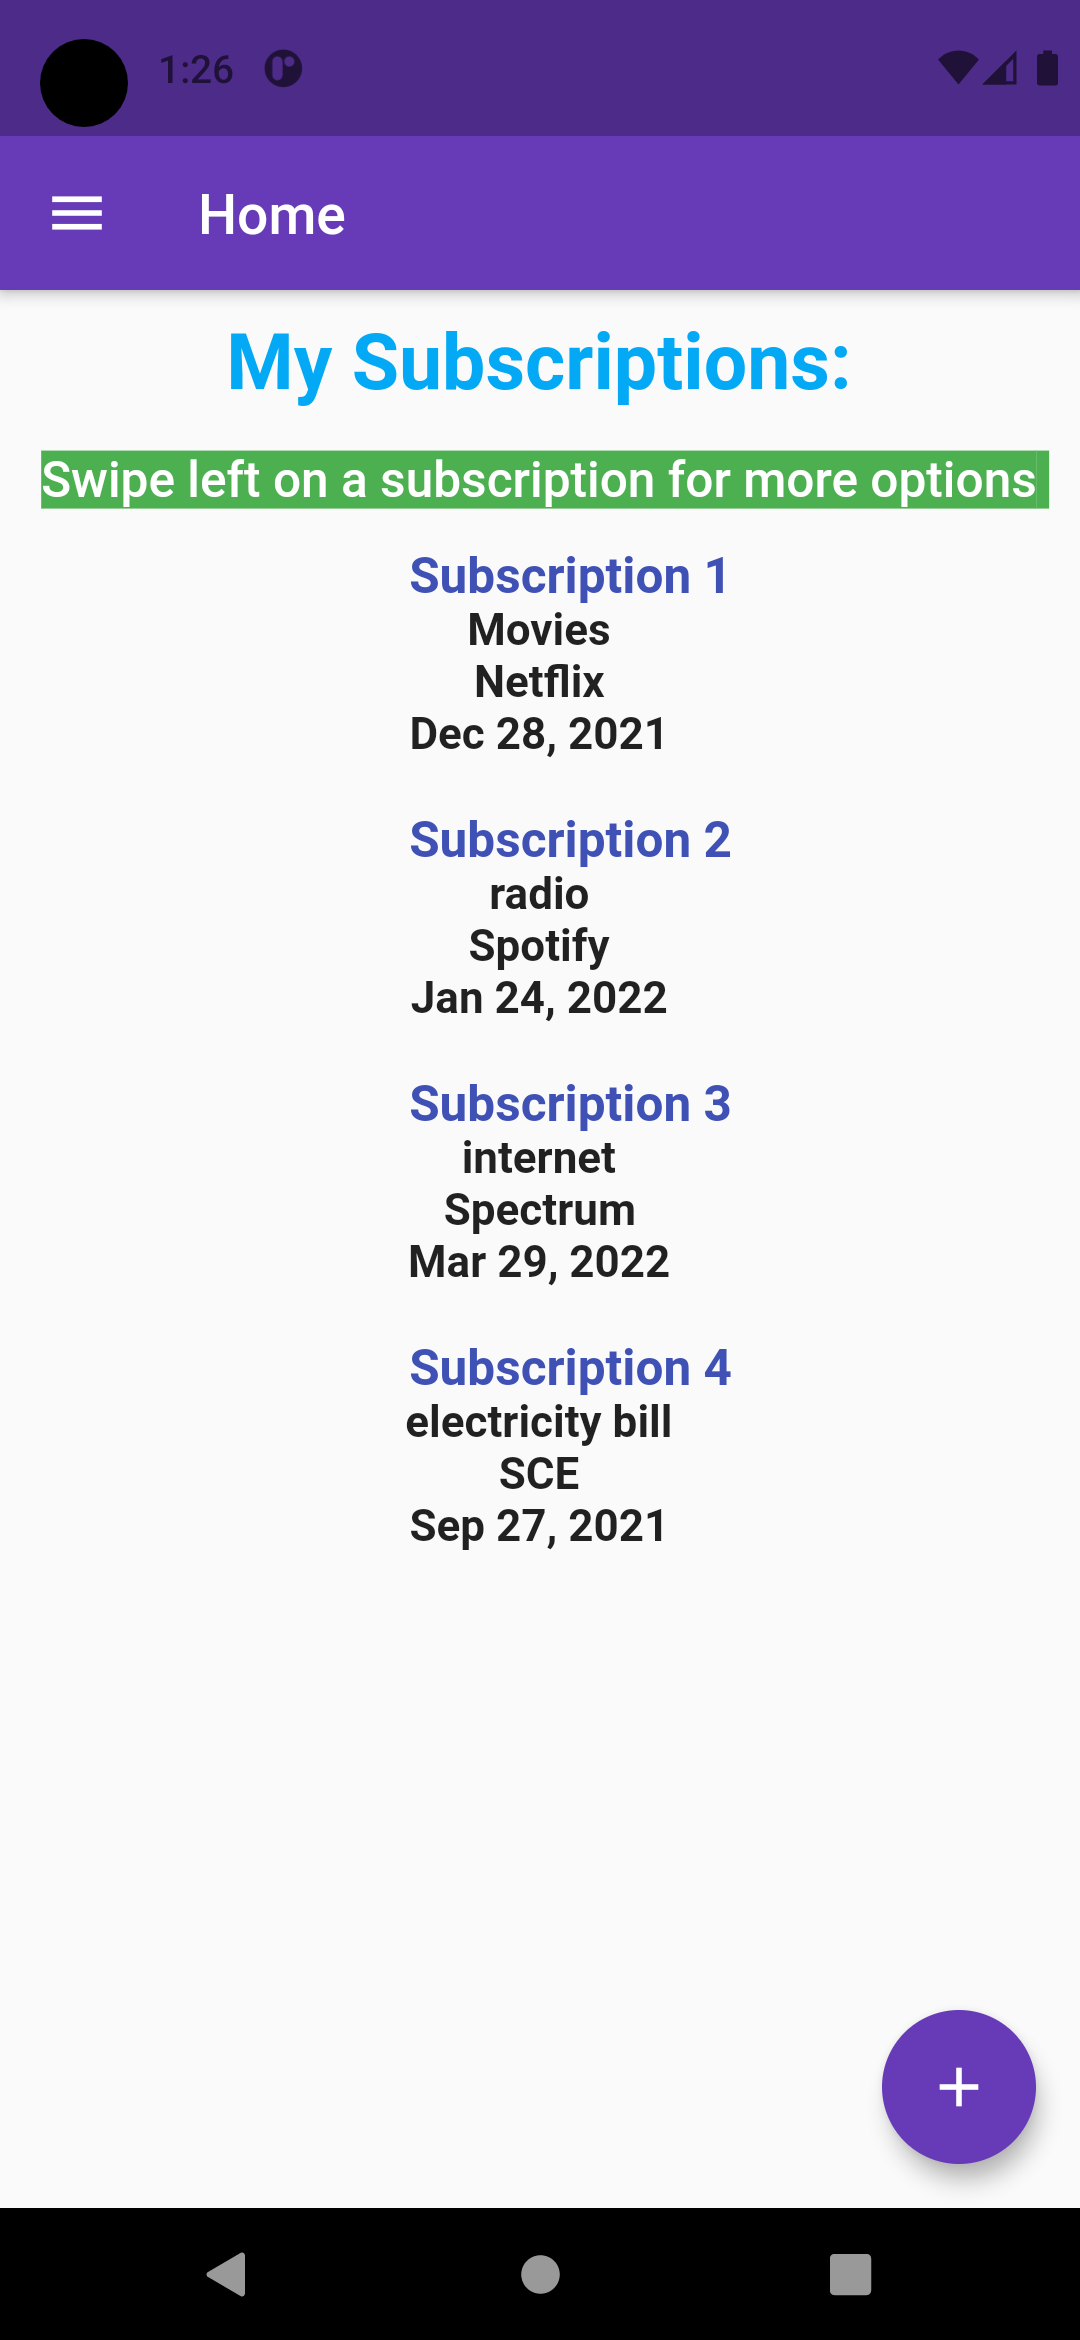 1:26
Home
My Subscriptions:
Swipe left on a subscription for more options
Subscription 1
Movies
Netflix
Dec 28, 2021
Subscription 2
radio
Spotify
Jan 24, 2022
Subscription 3
internet
Spectrum
Mar 29, 2022
Subscription 4
electricity bill
SCE
Sep 27, 2021